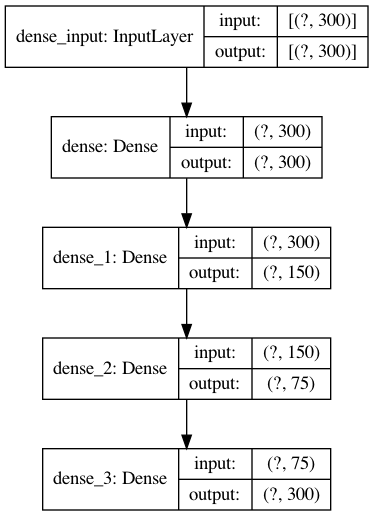 dense_input: InputLayer input: [(?, 300)]
output: [(?, 300)]
dense: Dense input: (?, 300)
output: (?, 300)
dense_1: Dense input: (?, 300)
output: (?, 150)
dense_2: Dense input: (?, 150)
output: (?, 75)
dense_3: Dense input: (?, 75)
output: (?, 300)